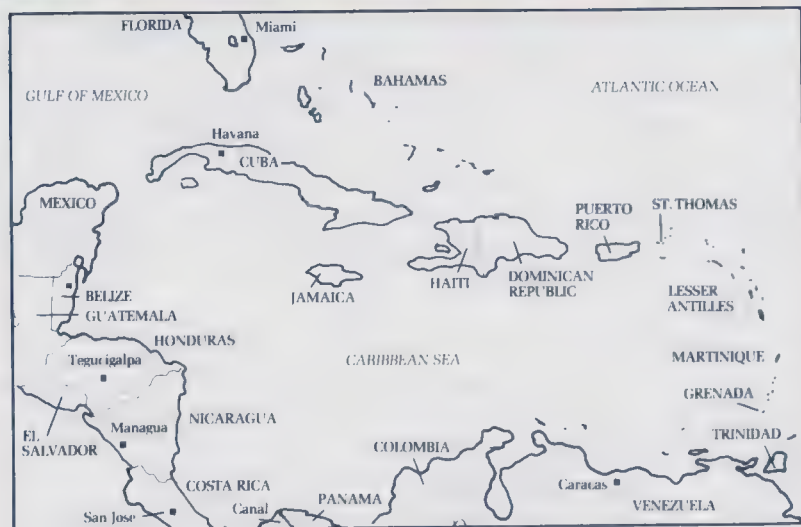 FLORIDA
Miami
GULF OF MEXICO
BAHAMAS
ATLANTIC OCEAN
Havana
CUBA
MEXICO
PUERTO
RICO
ST. THOMAS
JAMAICA
HAITI
DOMINICAN
REPUBLIC
LESSER
ANTILLES
BELIZE
GUATEMALA
HONDURAS
CARIBBEAN SEA
MARTINIQUE
Tegucigalpa
GRENADA
NICARAGUA
EL
SALVADOR
Managua
COLOMBIA
TRINIDAD
COSTA RICA
PANAMA
Caracas
VENEZUELA
San Jose
Canal